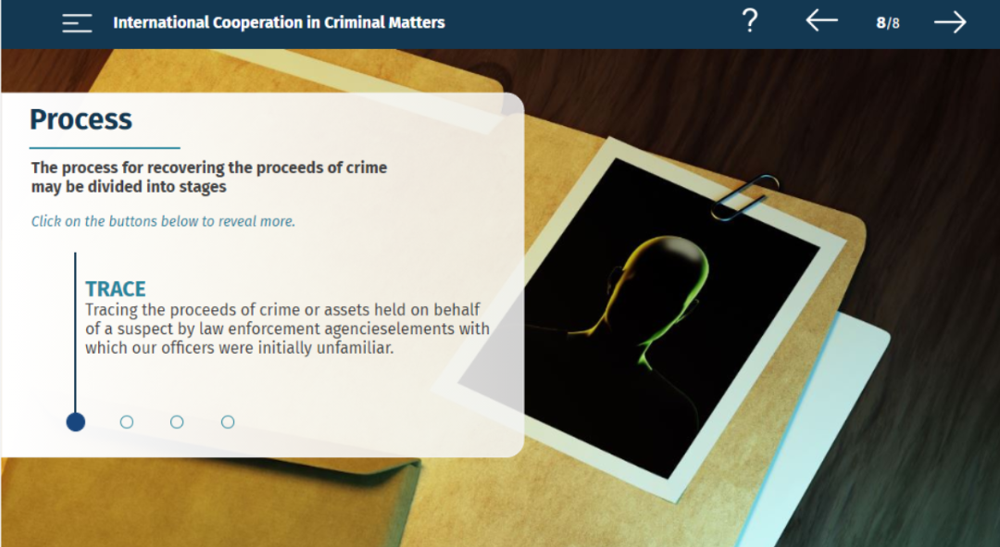 International Cooperation in Criminal Matters
?
8/8
Process
The process for recovering the proceeds of crime
may be divided into stages
Click on the buttons below to reveal more.
TRACE
Tracing the proceeds of crime or assets held on behalf
of a suspect by law enforcement agencieselements with
which our officers were initially unfamiliar.